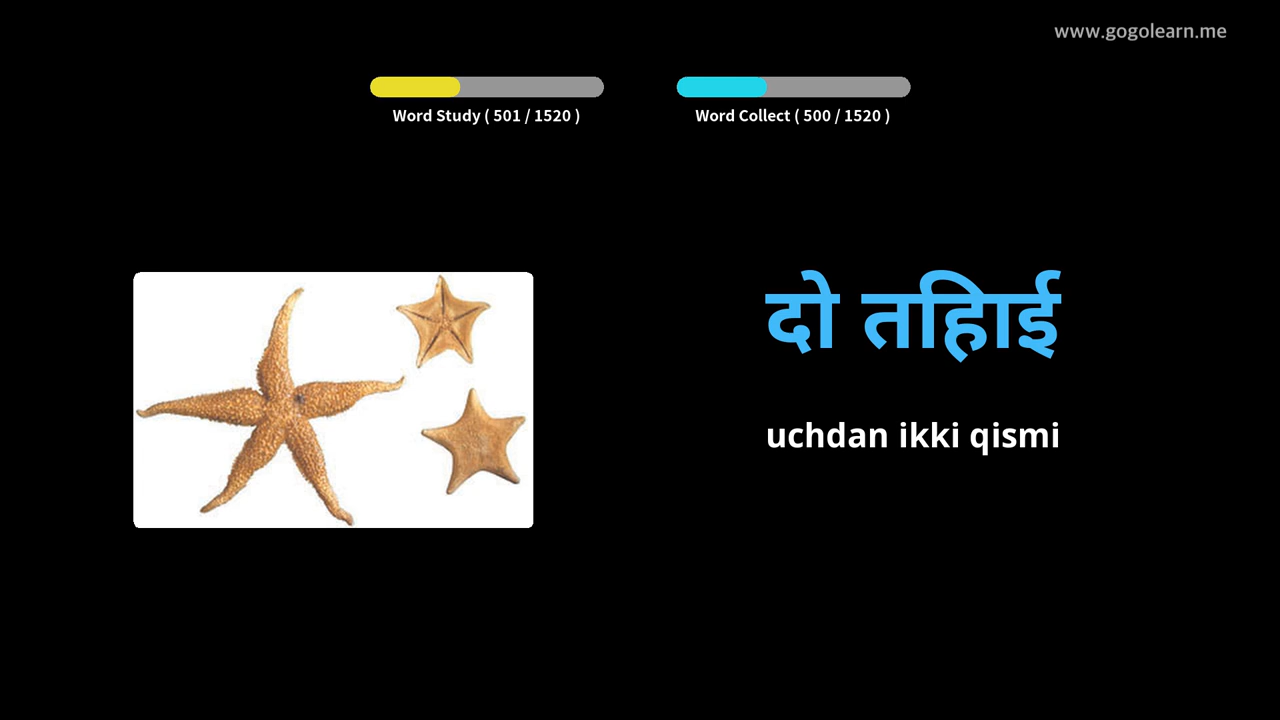 www.gogolearn.me
Word Study ( 501 / 1520 )
Word Collect ( 500 / 1520 )
दो तिहाई
uchdan ikki qismi